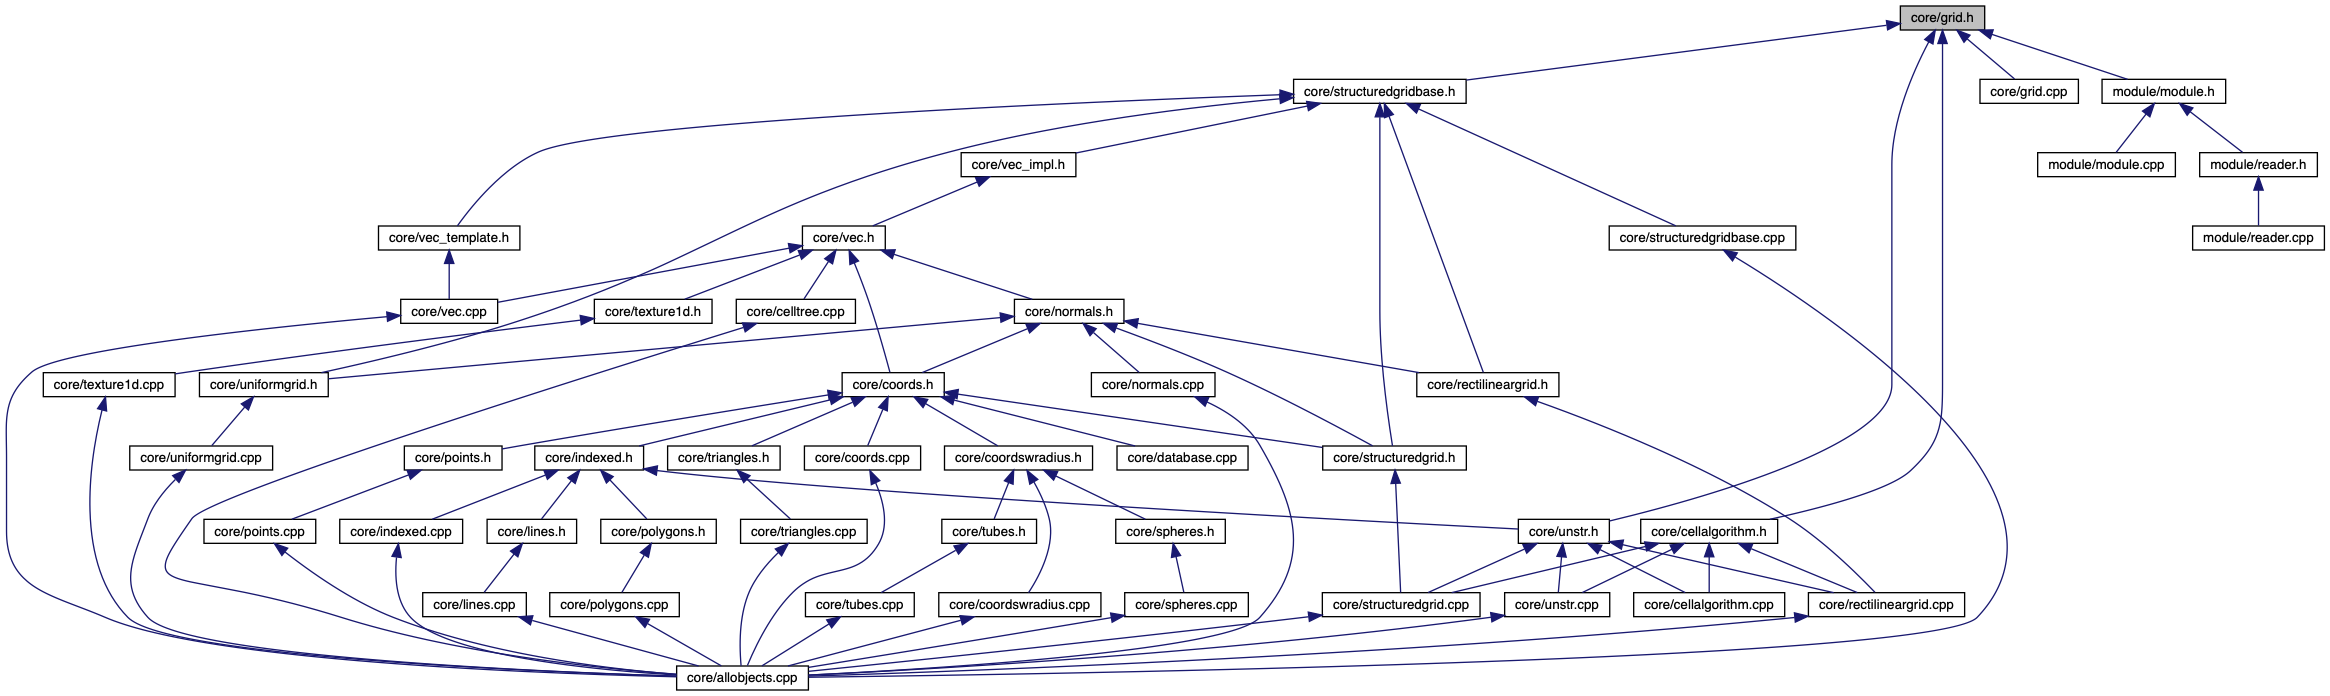 core/grid.h
core/structuredgridbase.h
core/grid.cpp
module/module.h
core/vec_impl.h
module/module.cpp
module/reader.h
core/vec_template.h
core/vec.h
core/structuredgridbase.cpp
module/reader.cpp
core/vec.cpp
core/texture1d.h
core/celltree.cpp
core/normals.h
core/texture1d.cpp
core/uniformgrid.h
core/coords.h
core/normals.cpp
core/rectilineargrid.h
core/uniformgrid.cpp
core/points.h
core/indexed.h
core/triangles.h
core/coords.cpp
core/coordswradius.h
core/database.cpp
core/structuredgrid.h
core/points.cpp
core/indexed.cpp
core/lines.h
core/polygons.h
core/triangles.cpp
core/tubes.h
core/spheres.h
core/unstr.h
core/cellalgorithm.h
core/lines.cpp
core/polygons.cpp
core/tubes.cpp
core/coordswradius.cpp
core/spheres.cpp
core/structuredgrid.cpp
core/unstr.cpp
core/cellalgorithm.cpp
core/rectilineargrid.cpp
core/allobjects.cpp